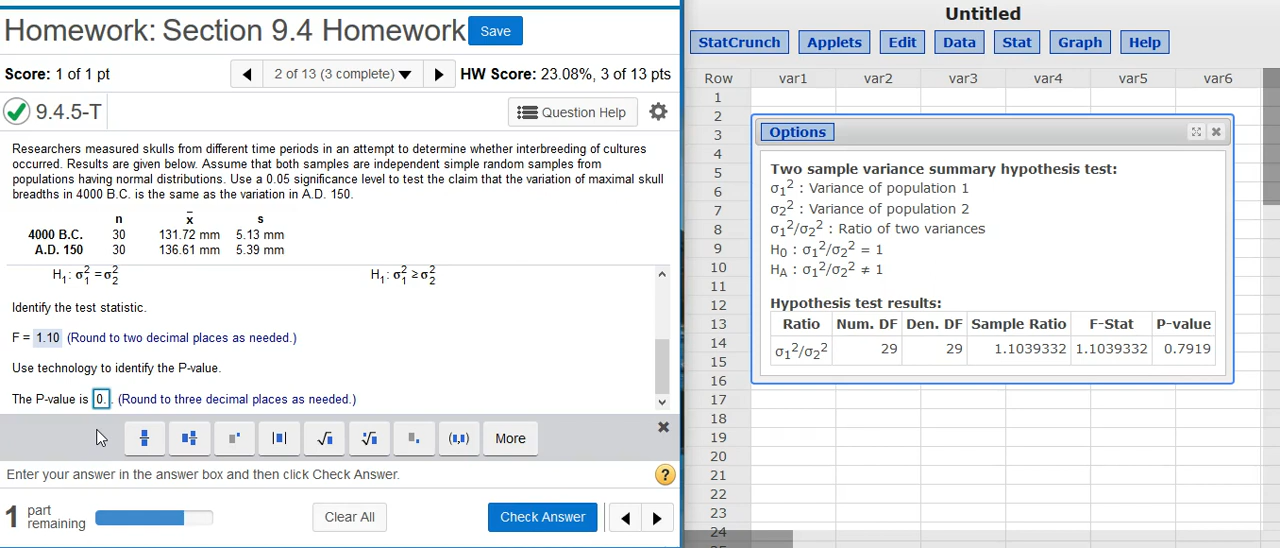 Homework: Section 9.4 Homework Save
Score: 1 of 1 pt 2 of 13 (3 complete) HW Score: 23.08%, 3 of 13 pts
9.4.5-T Question Help
Researchers measured skulls from different time periods in an attempt to determine whether interbreeding of cultures
occurred. Results are given below. Assume that both samples are independent simple random samples from
populations having normal distributions. Use a 0.05 significance level to test the claim that the variation of maximal skull
breadths in 4000 B.C. is the same as the variation in A.D. 150.
n x̄ s
4000 B.C. 30 131.72 mm 5.13 mm
A.D. 150 30 136.61 mm 5.39 mm
H₁: σ₁² = σ₂² H₁: σ₁² ≥ σ₂²
Identify the test statistic.
F = 1.10 (Round to two decimal places as needed.)
Use technology to identify the P-value.
The P-value is 0. . (Round to three decimal places as needed.)
More
Enter your answer in the answer box and then click Check Answer.
?
1 part
remaining
Clear All
Check Answer
Untitled
StatCrunch Applets Edit Data Stat Graph Help
Row var1 var2 var3 var4 var5 var6
1
2
3
4
5
6
7
8
9
10
11
12
13
14
15
16
17
18
19
20
21
22
23
24
Options
Two sample variance summary hypothesis test:
σ₁² : Variance of population 1
σ₂² : Variance of population 2
σ₁²/σ₂² : Ratio of two variances
H₀ : σ₁²/σ₂² = 1
Hᴀ : σ₁²/σ₂² ≠ 1
Hypothesis test results:
Ratio Num. DF Den. DF Sample Ratio F-Stat P-value
σ₁²/σ₂² 29 29 1.1039332 1.1039332 0.7919